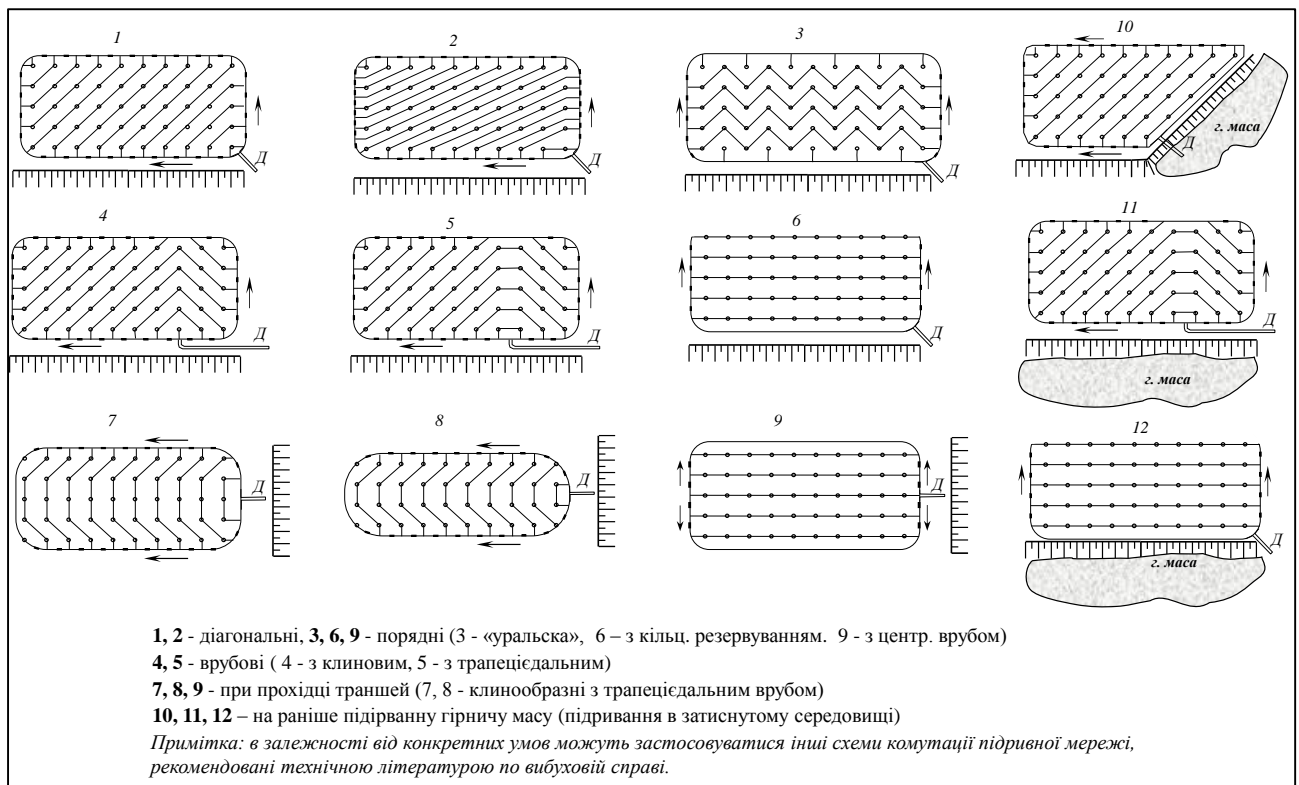 1
2
3
10
Д
Д
Д
Д
г. маса
4
5
6
11
Д
Д
Д
Д
г. маса
7
8
9
12
Д
Д
Д
Д
г. маса
1, 2 - діагональні, 3, 6, 9 - порядні (3 - «уральска», 6 – з кільц. резервуванням. 9 - з центр. врубом)
4, 5 - врубові ( 4 - з клиновим, 5 - з трапецієдальним)
7, 8, 9 - при прохідці траншей (7, 8 - клинообразні з трапецієдальним врубом)
10, 11, 12 – на раніше підірванну гірничу масу (підривання в затиснутому середовищі)
Примітка: в залежності від конкретних умов можуть застосовуватися інші схеми комутації підривної мережі,
рекомендовані технічною літературою по вибуховій справі.